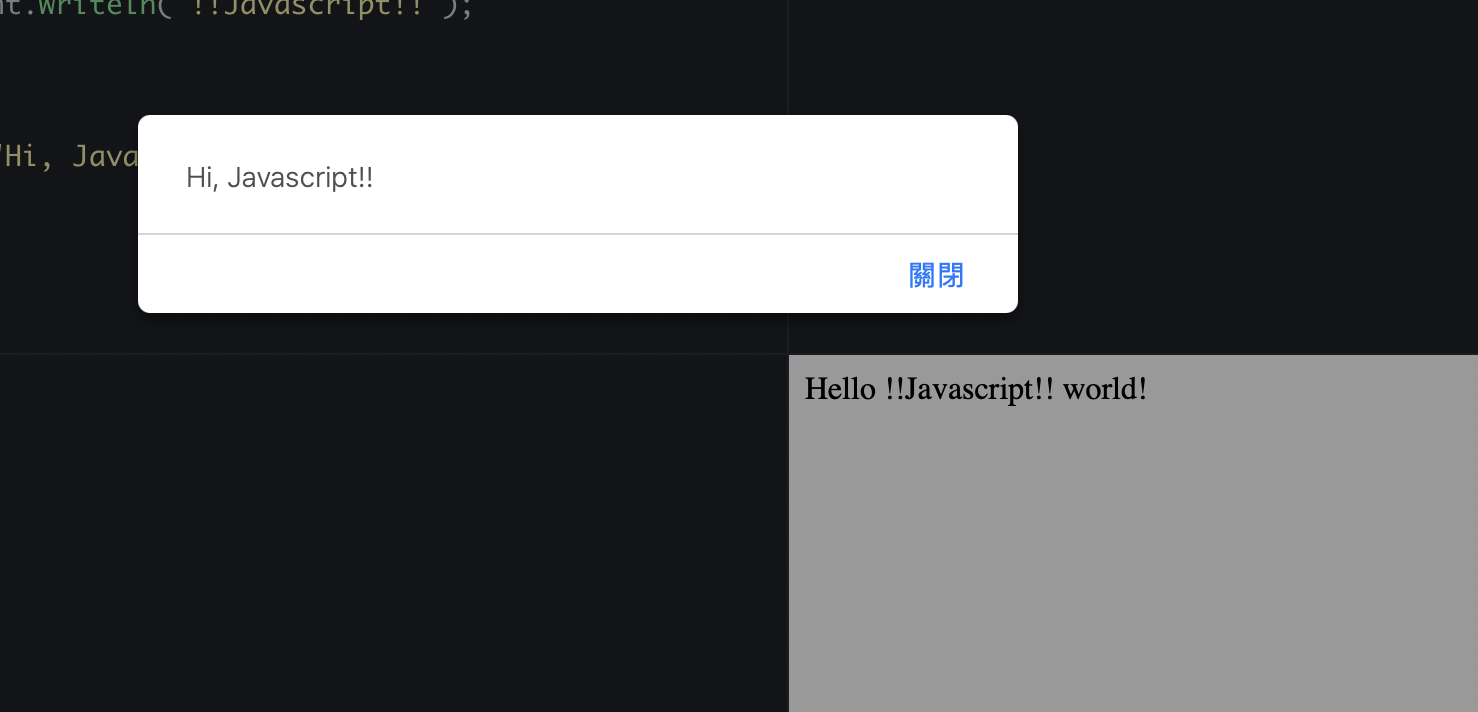 nt.writeln( !!Javascript!! );
"Hi, Java
Hi, Javascript!!
關閉
Hello !!Javascript!! world!